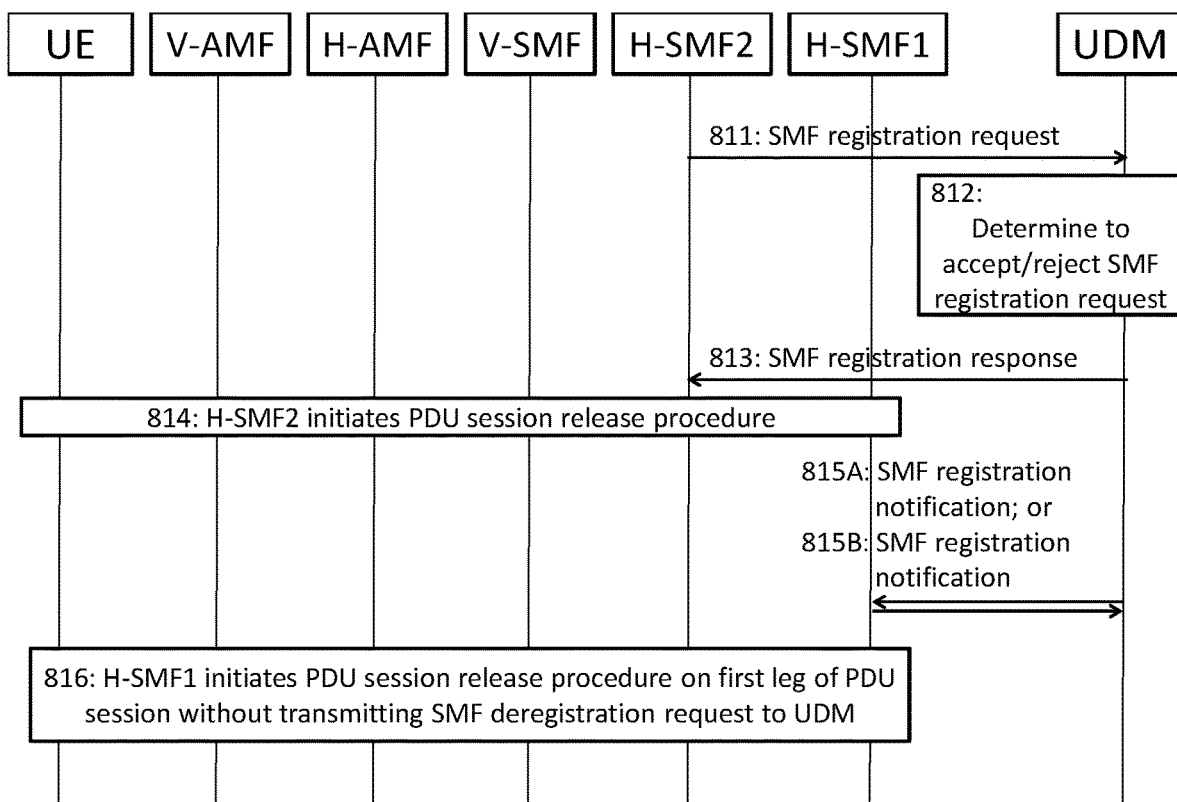 UE V-AMF H-AMF V-SMF H-SMF2 H-SMF1 UDM
811: SMF registration request
812:
Determine to
accept/reject SMF
registration request
813: SMF registration response
814: H-SMF2 initiates PDU session release procedure
815A: SMF registration
notification; or
815B: SMF registration
notification
816: H-SMF1 initiates PDU session release procedure on first leg of PDU
session without transmitting SMF deregistration request to UDM